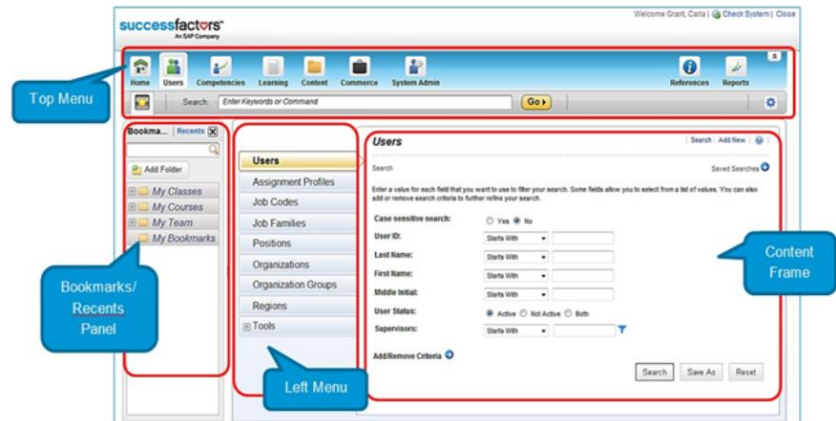 Welcome Grant, Carla | Check System | Close
successfactors™
An SAP Company
Home Users Competencies Learning Content Commerce System Admin References Reports
Search: Enter Keywords or Command Go
Top Menu
Bookma... | Recents
Add Folder
My Classes
My Courses
My Team
My Bookmarks
Bookmarks/
Recents
Panel
Users
Assignment Profiles
Job Codes
Job Families
Positions
Organizations
Organization Groups
Regions
Tools
Left Menu
Users
Search | Add New |
Search
Saved Searches
Enter a value for each field that you want to use to filter your search. Some fields allow you to select from a list of values. You can also
add or remove search criteria to further refine your search.
Case sensitive search: Yes No
User ID: Starts With
Last Name: Starts With
First Name: Starts With
Middle Initial: Starts With
User Status: Active Not Active Both
Supervisors: Starts With
Add/Remove Criteria
Search Save As Reset
Content
Frame